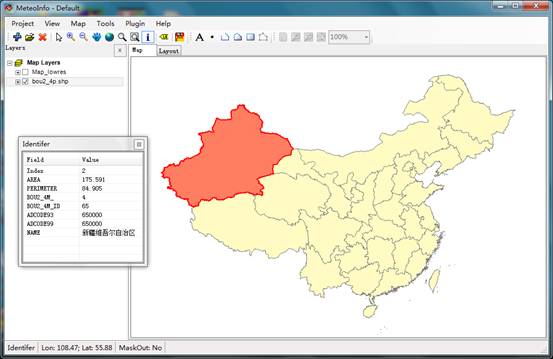 MeteoInfo - Default
Project View Map Tools Plugin Help
A 100%
Layers x
Map Layout
Map Layers
Map_lowres
bou2_4p.shp
Identifer
Field Value
Index 2
AREA 175.591
PERIMETER 84.905
BOU2_4M_ 4
BOU2_4M_ID 65
ADCODE93 650000
ADCODE99 650000
NAME 新疆维吾尔自治区
Identifer Lon: 108.47; Lat: 55.88 MaskOut: No